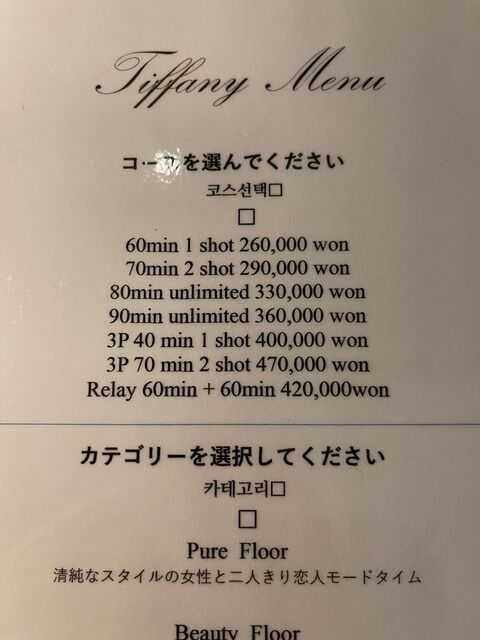 Tiffany Menu
コースを選んでください
코스선택□
□
60min 1 shot 260,000 won
70min 2 shot 290,000 won
80min unlimited 330,000 won
90min unlimited 360,000 won
3P 40 min 1 shot 400,000 won
3P 70 min 2 shot 470,000 won
Relay 60min + 60min 420,000won
カテゴリーを選択してください
카테고리□
□
Pure Floor
清純なスタイルの女性と二人きり恋人モードタイム
Beauty Floor